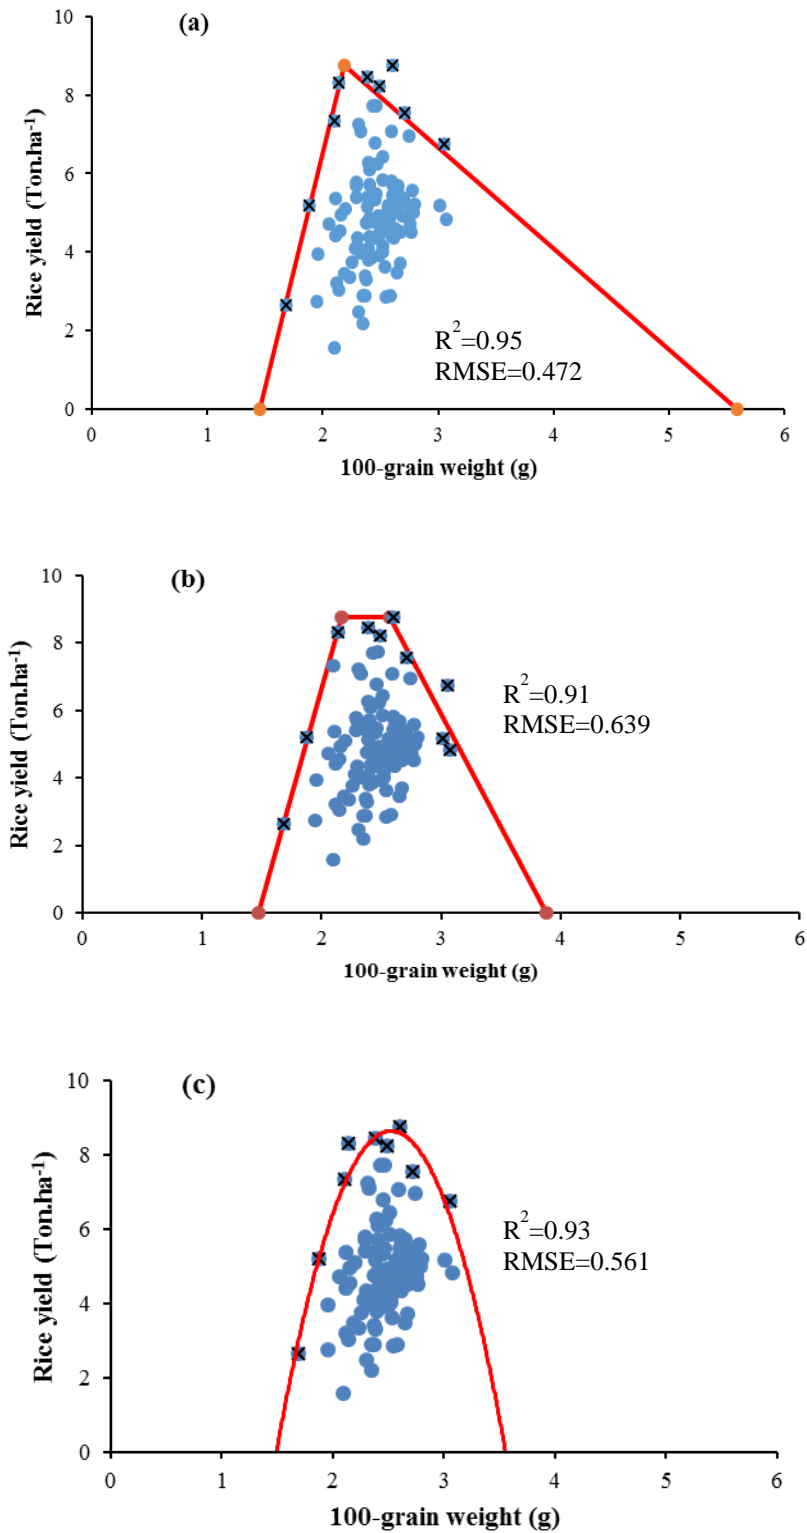 (a)
Rice yield (Ton.ha⁻¹)
10
8
6
4
2
0
R²=0.95
RMSE=0.472
0 1 2 3 4 5 6
100-grain weight (g)
(b)
Rice yield (Ton.ha⁻¹)
10
8
6
4
2
0
R²=0.91
RMSE=0.639
0 1 2 3 4 5 6
100-grain weight (g)
(c)
Rice yield (Ton.ha⁻¹)
10
8
6
4
2
0
R²=0.93
RMSE=0.561
0 1 2 3 4 5 6
100-grain weight (g)